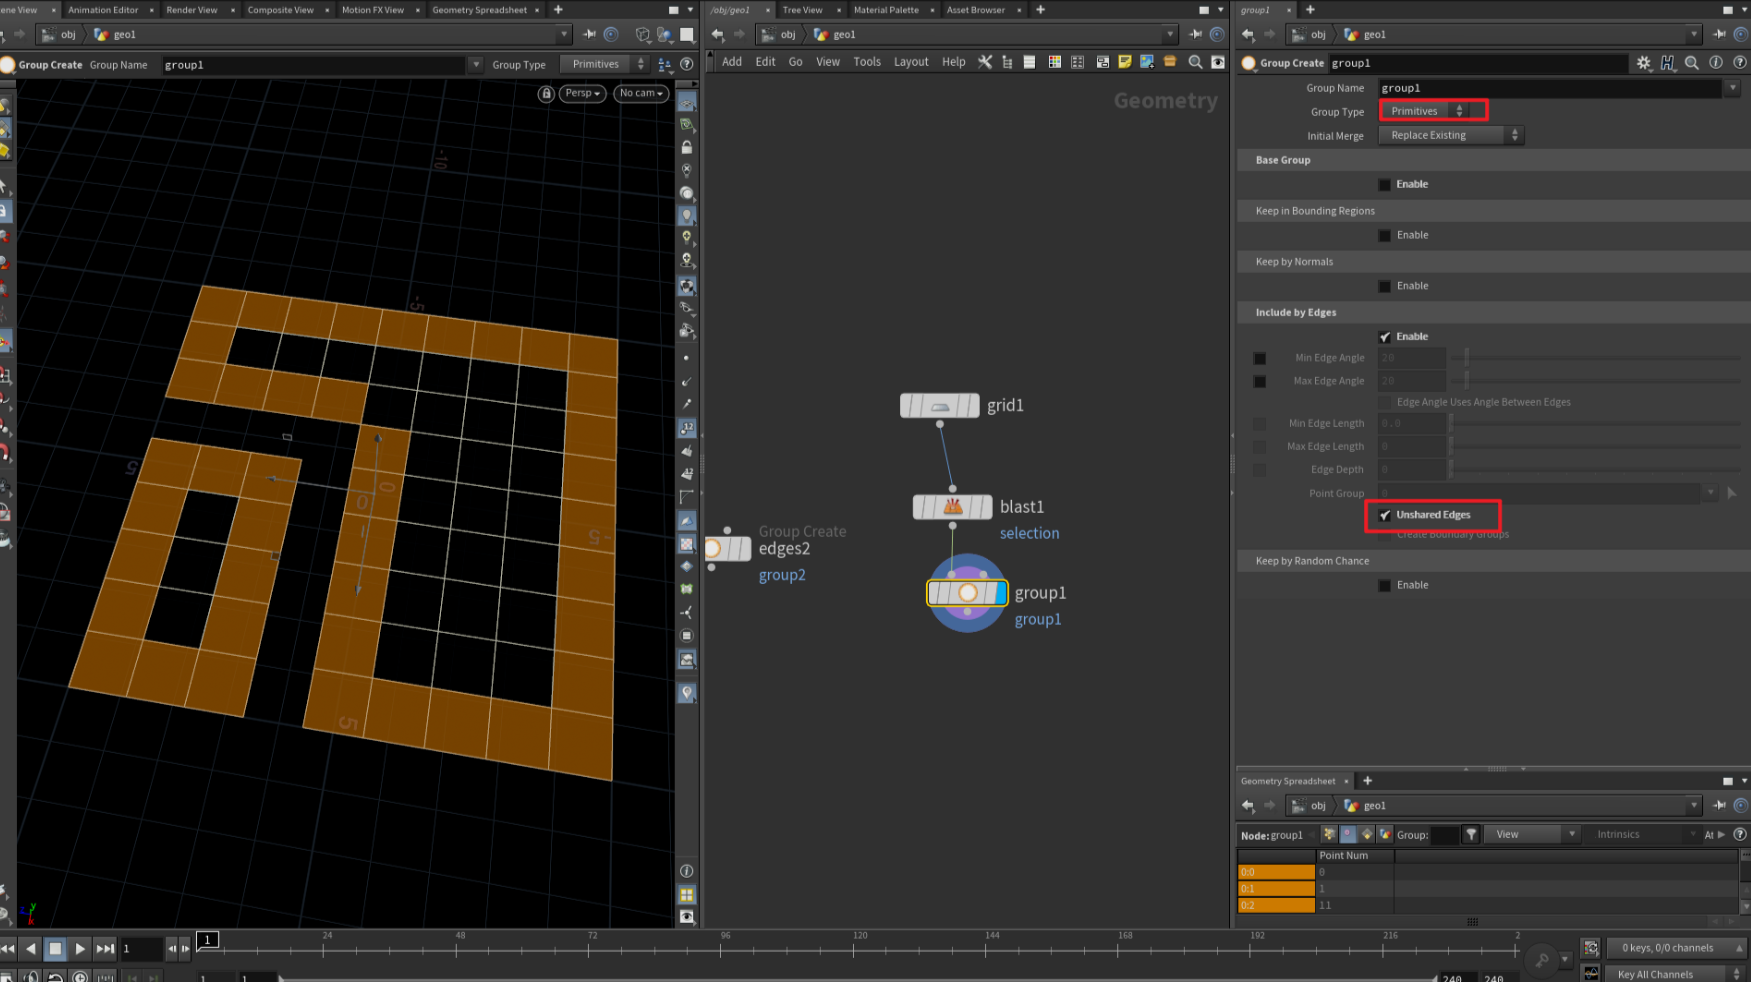 ene View
Animation Editor
Render View
Composite View
Motion FX View
Geometry Spreadsheet
obj
geo1
Group Create
Group Name
group1
Group Type
Primitives
Persp
No cam
-10
-5
5
0
0
1
-5
5
/obj/geo1
Tree View
Material Palette
Asset Browser
obj
geo1
Add Edit Go View Tools Layout Help
Geometry
grid1
blast1
selection
Group Create
edges2
group2
group1
group1
group1
obj
geo1
Group Create
group1
Group Name
group1
Group Type
Primitives
Initial Merge
Replace Existing
Base Group
Enable
Keep in Bounding Regions
Enable
Keep by Normals
Enable
Include by Edges
Enable
Min Edge Angle
20
Max Edge Angle
20
Edge Angle Uses Angle Between Edges
Min Edge Length
0.0
Max Edge Length
0
Edge Depth
0
Point Group
0
Unshared Edges
Create Boundary Groups
Keep by Random Chance
Enable
Geometry Spreadsheet
obj
geo1
Node: group1
Group:
View
Intrinsics
At
Point Num
0:0 0
0:1 1
0:2 11
1
1
24 48 72 96 120 144 168 192 216 2
0 keys, 0/0 channels
1 1
240 240
Key All Channels